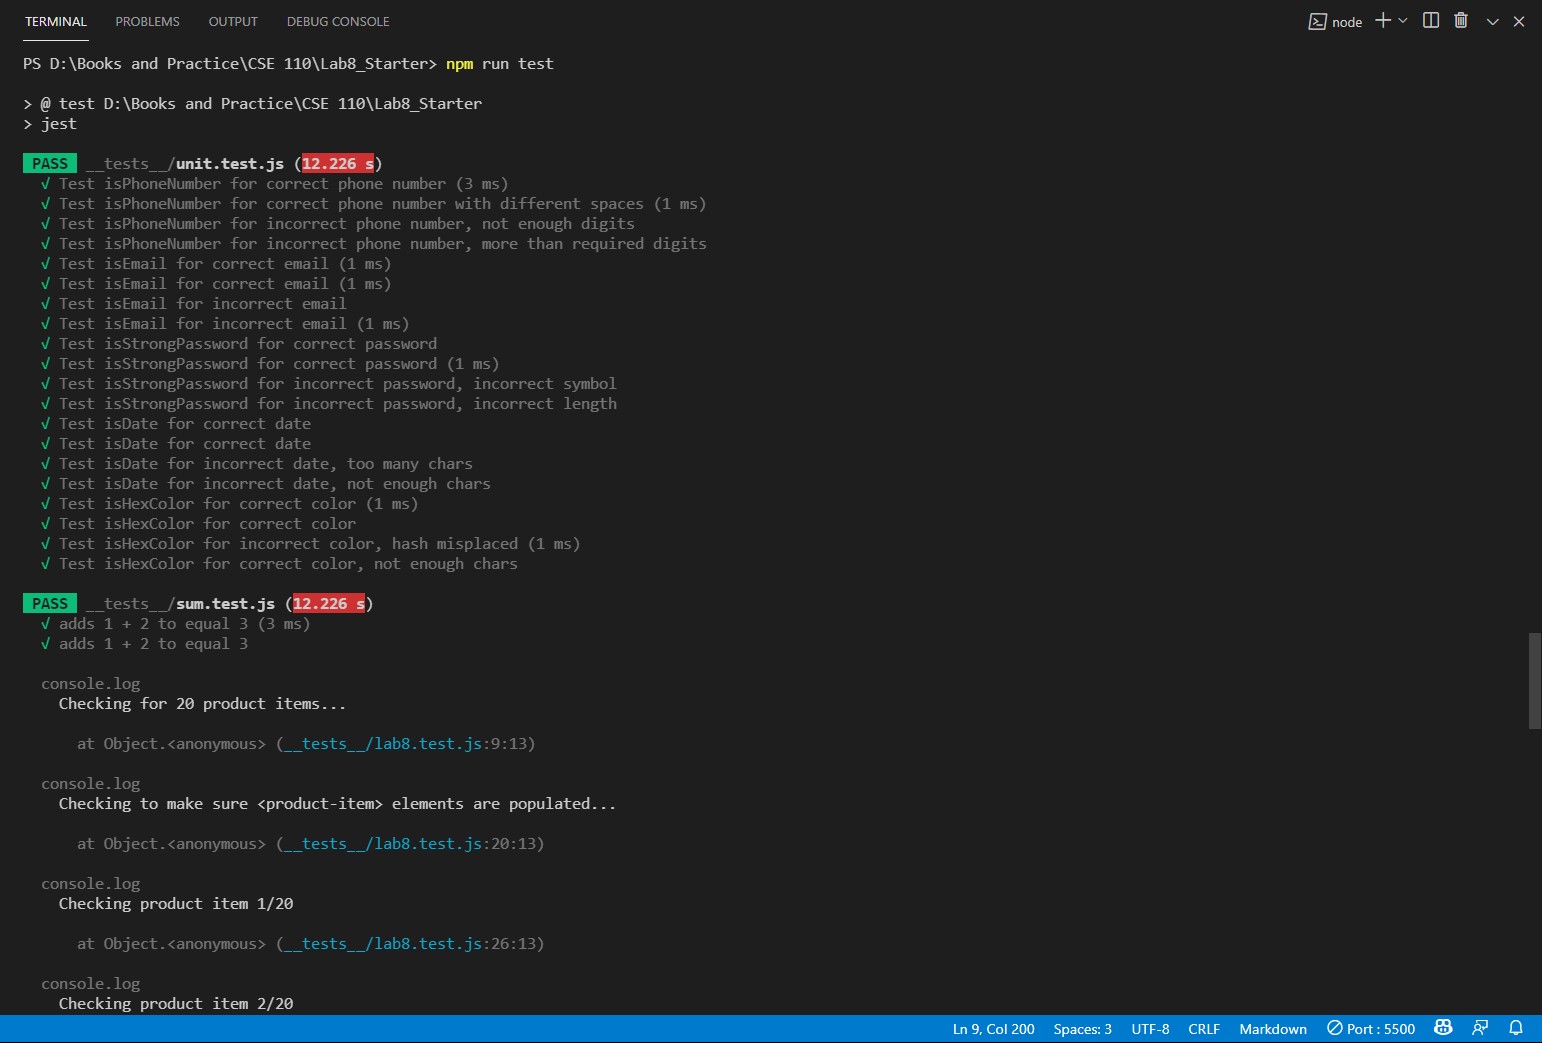 TERMINAL PROBLEMS OUTPUT DEBUG CONSOLE node
PS D:\Books and Practice\CSE 110\Lab8_Starter> npm run test
> @ test D:\Books and Practice\CSE 110\Lab8_Starter
> jest
PASS __tests__/unit.test.js (12.226 s)
√ Test isPhoneNumber for correct phone number (3 ms)
√ Test isPhoneNumber for correct phone number with different spaces (1 ms)
√ Test isPhoneNumber for incorrect phone number, not enough digits
√ Test isPhoneNumber for incorrect phone number, more than required digits
√ Test isEmail for correct email (1 ms)
√ Test isEmail for correct email (1 ms)
√ Test isEmail for incorrect email
√ Test isEmail for incorrect email (1 ms)
√ Test isStrongPassword for correct password
√ Test isStrongPassword for correct password (1 ms)
√ Test isStrongPassword for incorrect password, incorrect symbol
√ Test isStrongPassword for incorrect password, incorrect length
√ Test isDate for correct date
√ Test isDate for correct date
√ Test isDate for incorrect date, too many chars
√ Test isDate for incorrect date, not enough chars
√ Test isHexColor for correct color (1 ms)
√ Test isHexColor for correct color
√ Test isHexColor for incorrect color, hash misplaced (1 ms)
√ Test isHexColor for correct color, not enough chars
PASS __tests__/sum.test.js (12.226 s)
√ adds 1 + 2 to equal 3 (3 ms)
√ adds 1 + 2 to equal 3
console.log
Checking for 20 product items...
at Object.<anonymous> (__tests__/lab8.test.js:9:13)
console.log
Checking to make sure <product-item> elements are populated...
at Object.<anonymous> (__tests__/lab8.test.js:20:13)
console.log
Checking product item 1/20
at Object.<anonymous> (__tests__/lab8.test.js:26:13)
console.log
Checking product item 2/20
Ln 9, Col 200 Spaces: 3 UTF-8 CRLF Markdown Port : 5500